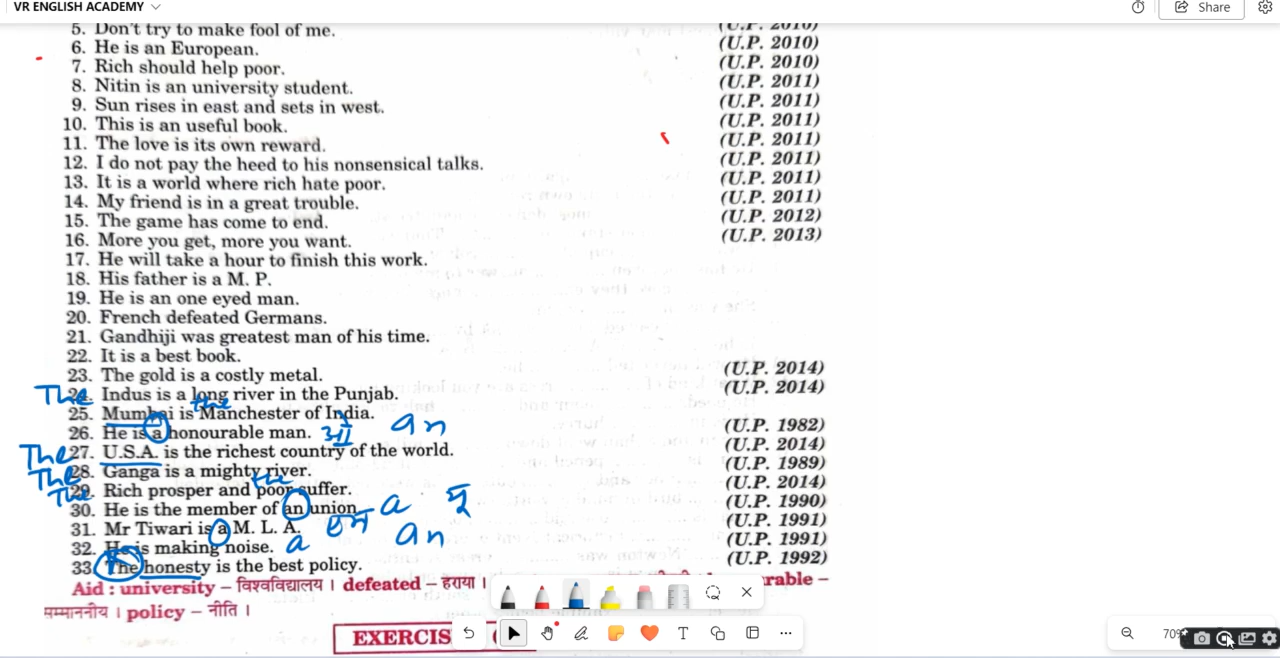 VR ENGLISH ACADEMY
Share
5. Don't try to make fool of me. (U.P. 2010)
6. He is an European. (U.P. 2010)
7. Rich should help poor. (U.P. 2010)
8. Nitin is an university student. (U.P. 2011)
9. Sun rises in east and sets in west. (U.P. 2011)
10. This is an useful book. (U.P. 2011)
11. The love is its own reward. (U.P. 2011)
12. I do not pay the heed to his nonsensical talks. (U.P. 2011)
13. It is a world where rich hate poor. (U.P. 2011)
14. My friend is in a great trouble. (U.P. 2011)
15. The game has come to end. (U.P. 2012)
16. More you get, more you want. (U.P. 2013)
17. He will take a hour to finish this work.
18. His father is a M. P.
19. He is an one eyed man.
20. French defeated Germans.
21. Gandhiji was greatest man of his time.
22. It is a best book.
23. The gold is a costly metal. (U.P. 2014)
The 24. Indus is a long river in the Punjab. (U.P. 2014)
the
25. Mumbai is Manchester of India.
26. He is a honourable man. ऑ an (U.P. 1982)
The 27. U.S.A. is the richest country of the world. (U.P. 2014)
The 28. Ganga is a mighty river. (U.P. 1989)
the
The 29. Rich prosper and poor suffer. (U.P. 2014)
30. He is the member of an union. a (U.P. 1990)
31. Mr Tiwari is a M. L. A. एम an (U.P. 1991)
32. He is making noise. a (U.P. 1991)
33. The honesty is the best policy. (U.P. 1992)
Aid : university – विश्वविद्यालय । defeated – हराया । rable –
सम्माननीय । policy – नीति ।
EXERCIS
T
70%